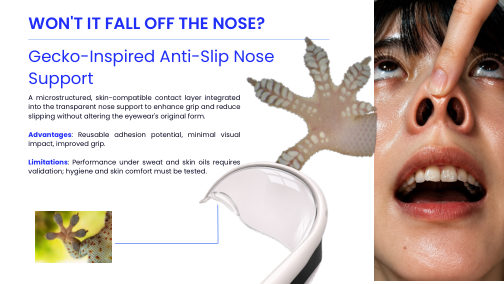 WON'T IT FALL OFF THE NOSE?
Gecko-Inspired Anti-Slip Nose
Support
A microstructured, skin-compatible contact layer integrated
into the transparent nose support to enhance grip and reduce
slipping without altering the eyewear's original form.
Advantages: Reusable adhesion potential, minimal visual
impact, improved grip.
Limitations: Performance under sweat and skin oils requires
validation; hygiene and skin comfort must be tested.